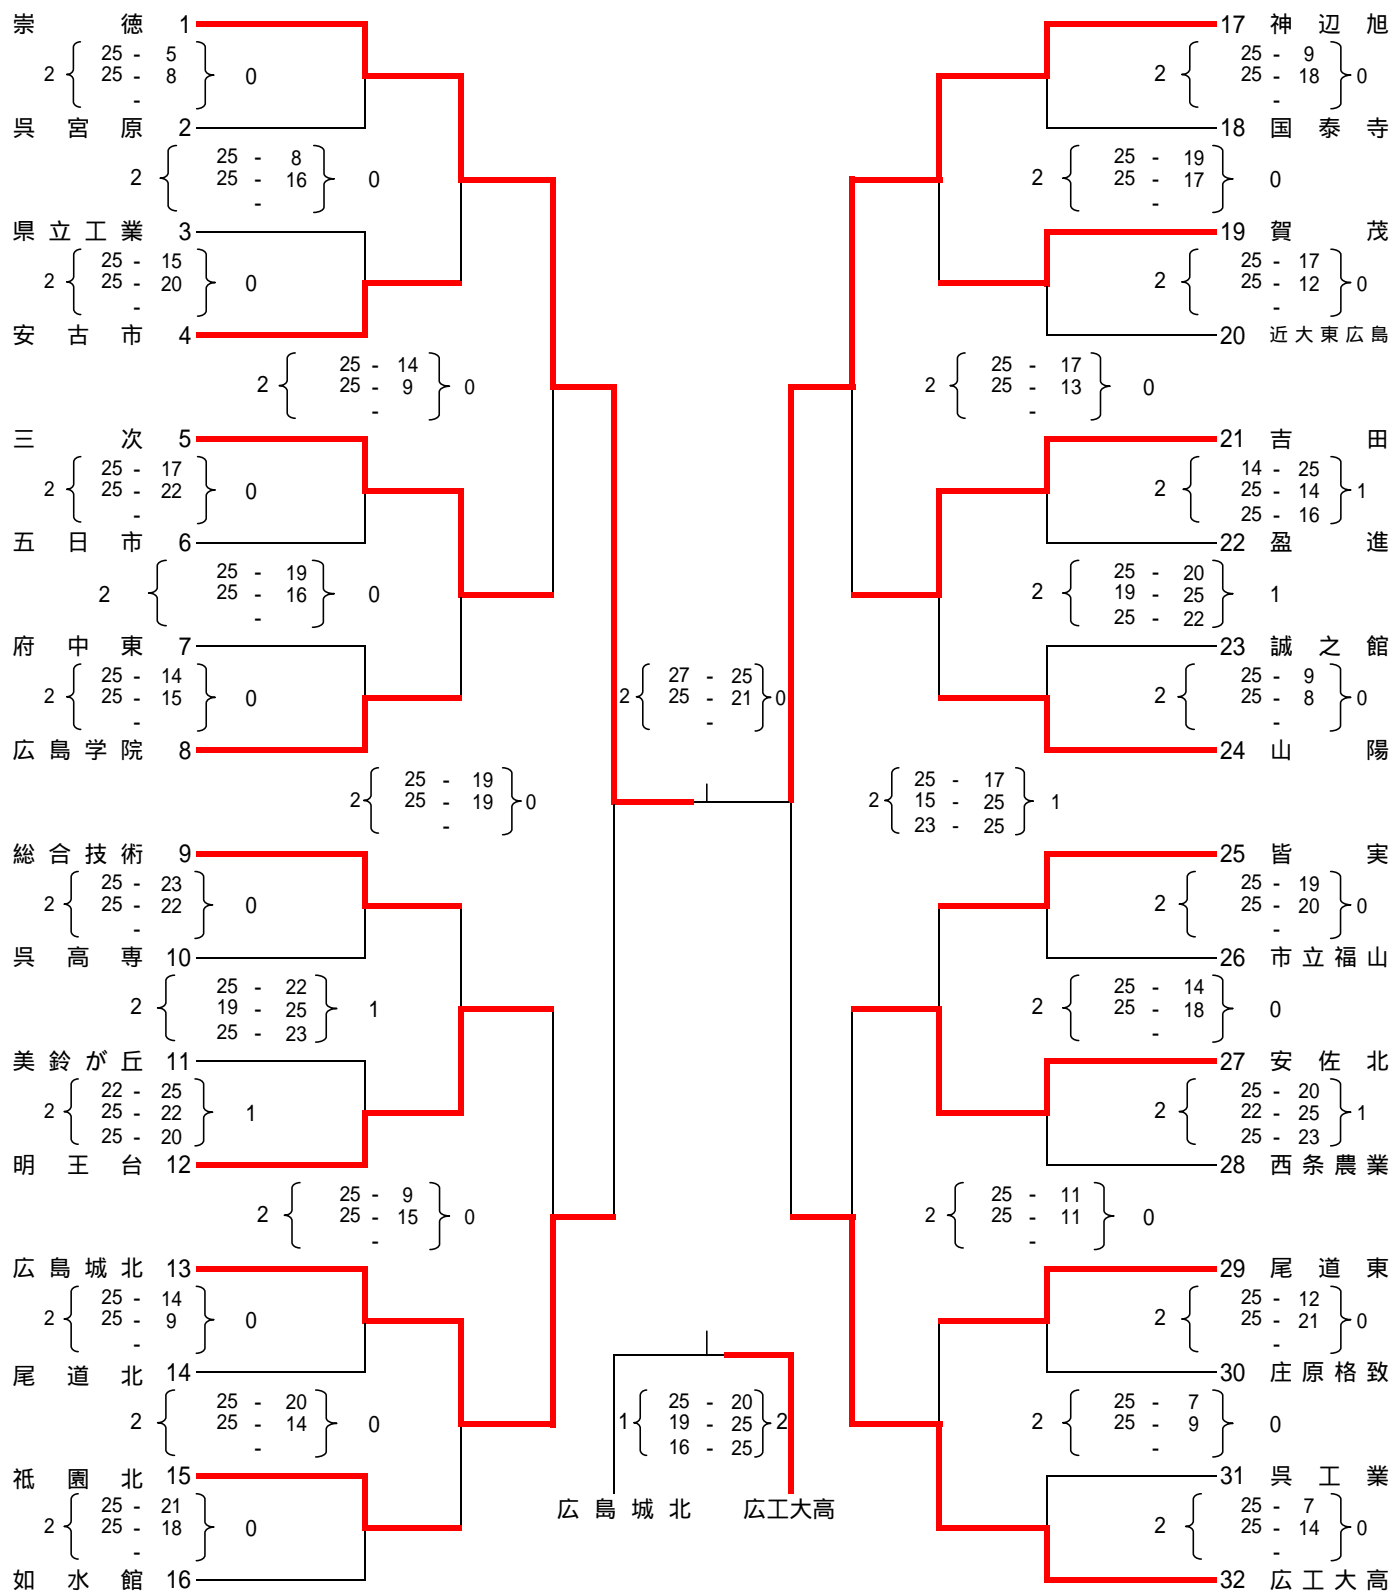 崇徳 1
2 25 - 5 0
25 - 8
-
呉宮原 2
2 25 - 8 0
25 - 16
-
県立工業 3
2 25 - 15 0
25 - 20
-
安古市 4
2 25 - 14 0
25 - 9
-
三次 5
2 25 - 17 0
25 - 22
-
五日市 6
2 25 - 19 0
25 - 16
-
府中東 7
2 25 - 14 0
25 - 15
-
広島学院 8
2 25 - 19 0
25 - 19
-
総合技術 9
2 25 - 23 0
25 - 22
-
呉高専 10
2 25 - 22 1
19 - 25
25 - 23
美鈴が丘 11
2 22 - 25 1
25 - 22
25 - 20
明王台 12
2 25 - 9 0
25 - 15
-
広島城北 13
2 25 - 14 0
25 - 9
-
尾道北 14
2 25 - 20 0
25 - 14
-
祗園北 15
2 25 - 21 0
25 - 18
-
如水館 16
2 27 - 25 0
25 - 21
-
1 25 - 20 2
19 - 25
16 - 25
広島城北 広工大高
17 神辺旭
2 25 - 9 0
25 - 18
-
18 国泰寺
2 25 - 19 0
25 - 17
-
19 賀茂
2 25 - 17 0
25 - 12
-
20 近大東広島
2 25 - 17 0
25 - 13
-
21 吉田
2 14 - 25 1
25 - 14
25 - 16
22 盈進
2 25 - 20 1
19 - 25
25 - 22
23 誠之館
2 25 - 9 0
25 - 8
-
24 山陽
2 25 - 17 1
15 - 25
23 - 25
25 皆実
2 25 - 19 0
25 - 20
-
26 市立福山
2 25 - 14 0
25 - 18
-
27 安佐北
2 25 - 20 1
22 - 25
25 - 23
28 西条農業
2 25 - 11 0
25 - 11
-
29 尾道東
2 25 - 12 0
25 - 21
-
30 庄原格致
2 25 - 7 0
25 - 9
-
31 呉工業
2 25 - 7 0
25 - 14
-
32 広工大高